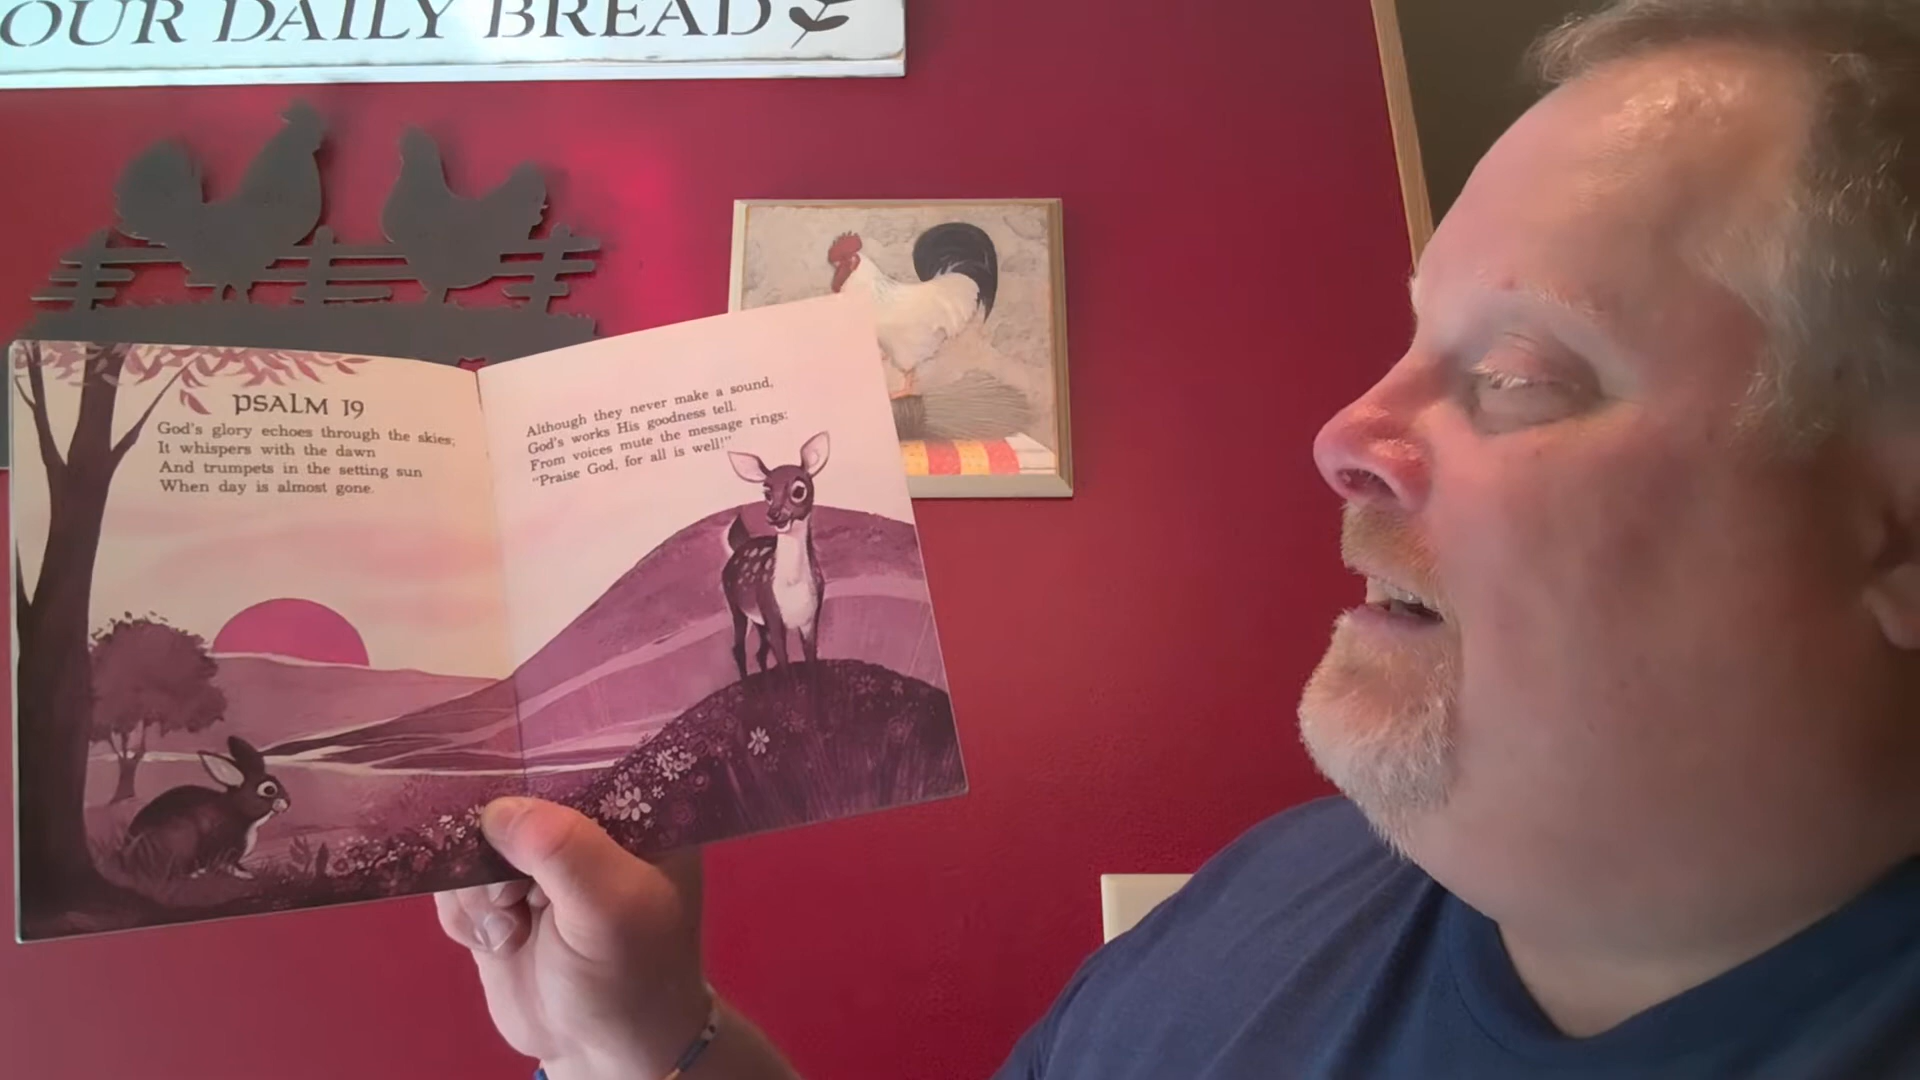 OUR DAILY BREAD
PSALM 19
God's glory echoes through the skies;
It whispers with the dawn
And trumpets in the setting sun
When day is almost gone.
Although they never make a sound,
God's works His goodness tell.
From voices mute the message rings:
"Praise God, for all is well!"